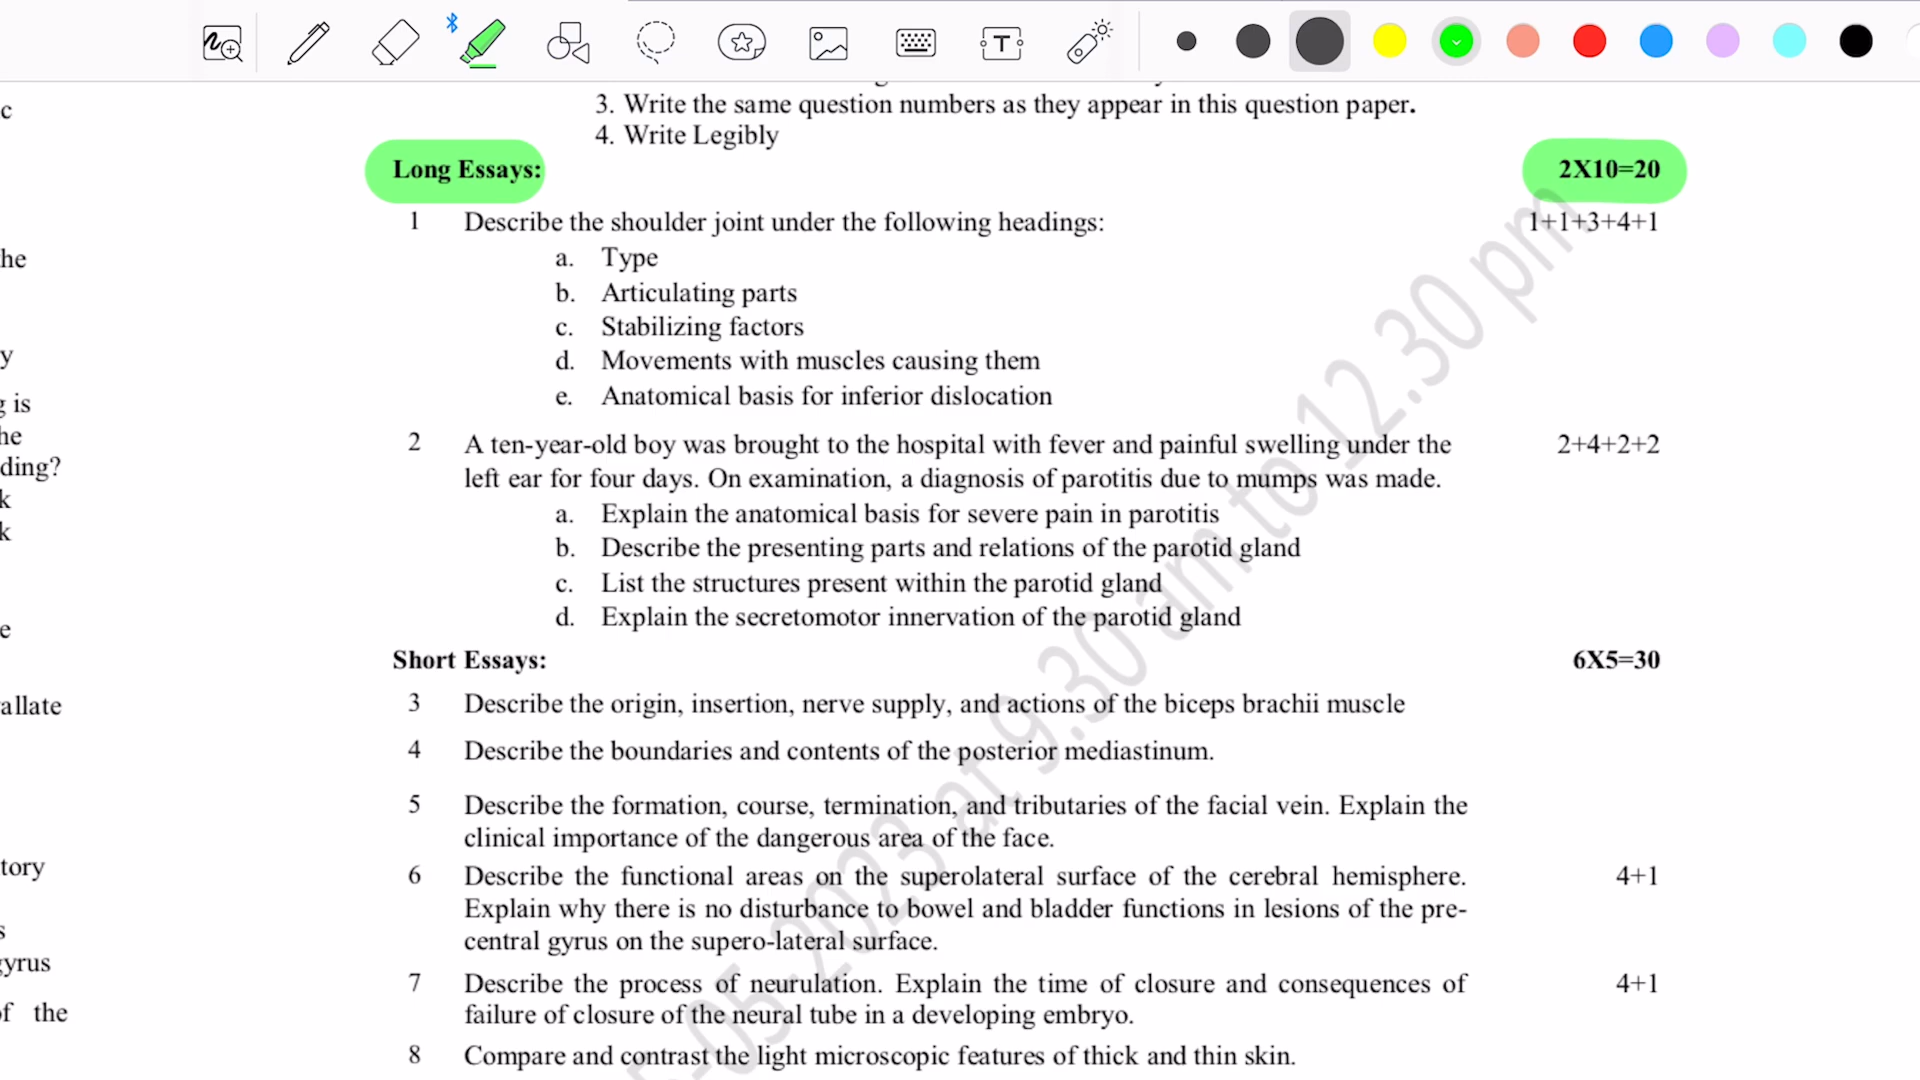 c
he
y
g is
he
ding?
k
k
e
allate
tory
s
gyrus
of the
3. Write the same question numbers as they appear in this question paper.
4. Write Legibly
Long Essays: 2X10=20
1 Describe the shoulder joint under the following headings: 1+1+3+4+1
a. Type
b. Articulating parts
c. Stabilizing factors
d. Movements with muscles causing them
e. Anatomical basis for inferior dislocation
2 A ten-year-old boy was brought to the hospital with fever and painful swelling under the 2+4+2+2
left ear for four days. On examination, a diagnosis of parotitis due to mumps was made.
a. Explain the anatomical basis for severe pain in parotitis
b. Describe the presenting parts and relations of the parotid gland
c. List the structures present within the parotid gland
d. Explain the secretomotor innervation of the parotid gland
Short Essays: 6X5=30
3 Describe the origin, insertion, nerve supply, and actions of the biceps brachii muscle
4 Describe the boundaries and contents of the posterior mediastinum.
5 Describe the formation, course, termination, and tributaries of the facial vein. Explain the
clinical importance of the dangerous area of the face.
6 Describe the functional areas on the superolateral surface of the cerebral hemisphere. 4+1
Explain why there is no disturbance to bowel and bladder functions in lesions of the pre-
central gyrus on the supero-lateral surface.
7 Describe the process of neurulation. Explain the time of closure and consequences of 4+1
failure of closure of the neural tube in a developing embryo.
8 Compare and contrast the light microscopic features of thick and thin skin.
-05-2023 at 9.30 am to 12.30 pm